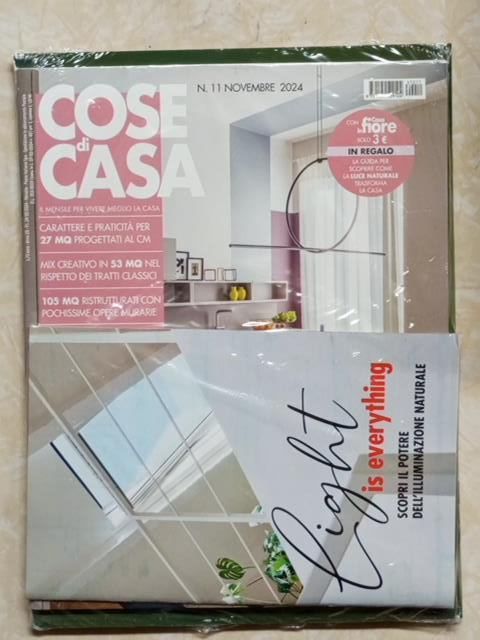 COSE
di
CASA
N. 11 NOVEMBRE 2024
IL MENSILE PER VIVERE MEGLIO LA CASA
CARATTERE E PRATICITÀ PER
27 MQ PROGETTATI AL CM
MIX CREATIVO IN 53 MQ NEL
RISPETTO DEI TRATTI CLASSICI
105 MQ RISTRUTTURATI CON
POCHISSIME OPERE MURARIE
CON Casa
in fiore
SOLO 3 €
IN REGALO
LA GUIDA PER
SCOPRIRE COME
LA LUCE NATURALE
TRASFORMA
LA CASA
light
is everything
SCOPRI IL POTERE
DELL'ILLUMINAZIONE NATURALE